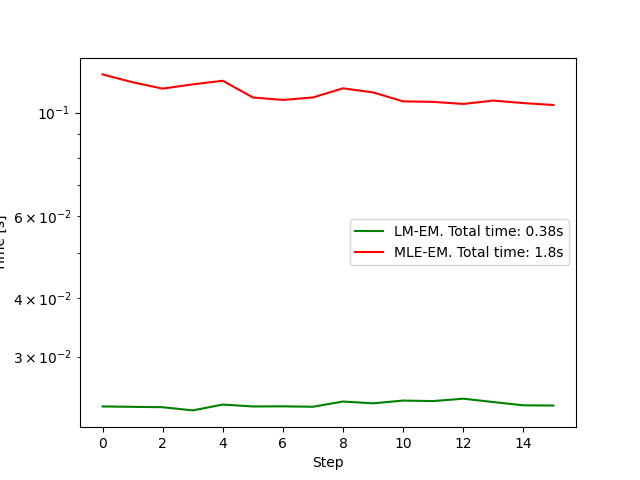 10⁻¹
6 × 10⁻²
4 × 10⁻²
3 × 10⁻²
Time [s]
LM-EM. Total time: 0.38s
MLE-EM. Total time: 1.8s
0 2 4 6 8 10 12 14
Step